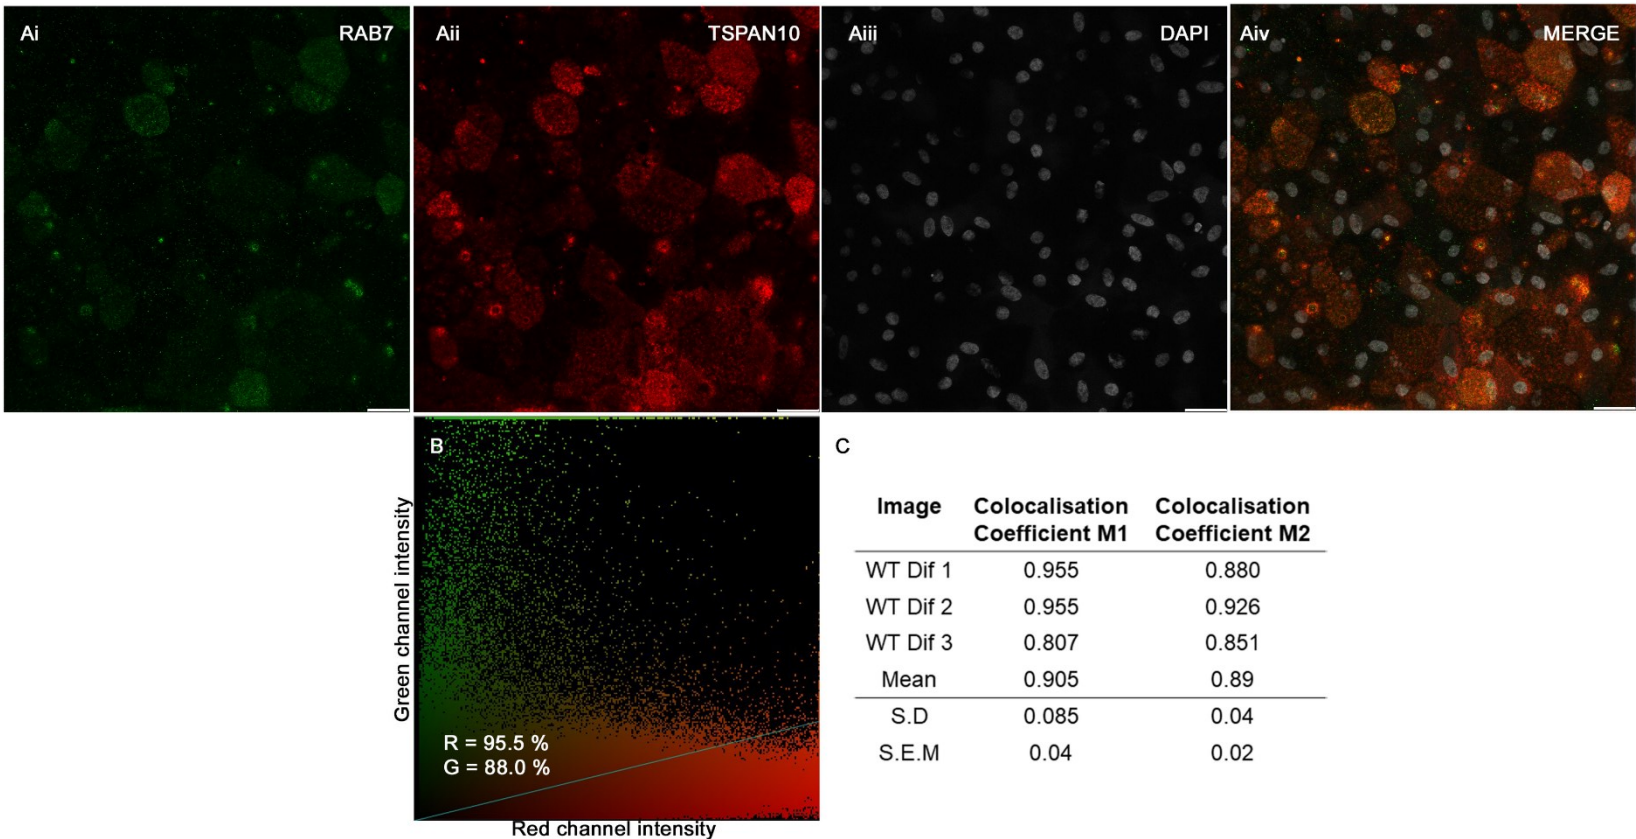 Ai RAB7
Aii TSPAN10
Aiii DAPI
Aiv MERGE
B
Green channel intensity
R = 95.5 %
G = 88.0 %
Red channel intensity
C
Image Colocalisation Coefficient M1 Colocalisation Coefficient M2
WT Dif 1 0.955 0.880
WT Dif 2 0.955 0.926
WT Dif 3 0.807 0.851
Mean 0.905 0.89
S.D 0.085 0.04
S.E.M 0.04 0.02